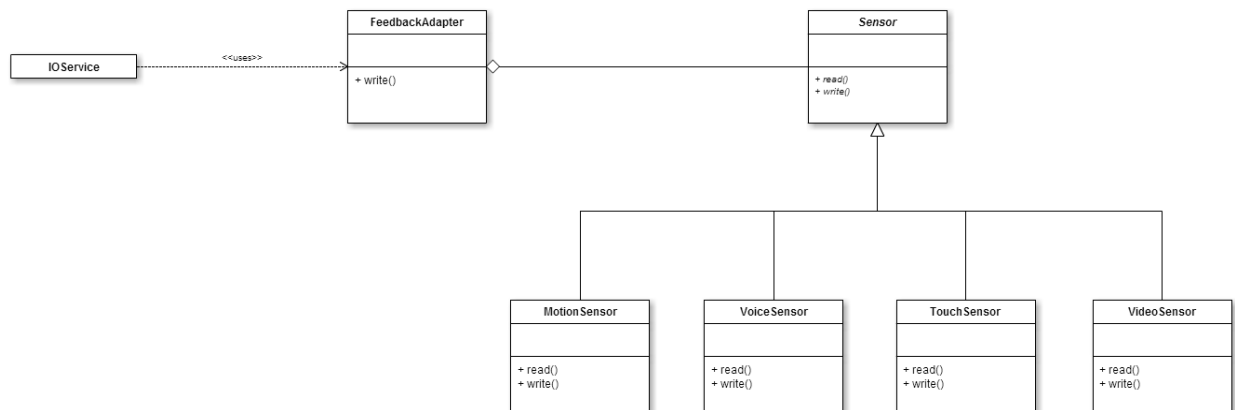 FeedbackAdapter
Sensor
IOService
<<uses>>
+ write()
+ read()
+ write()
MotionSensor
VoiceSensor
TouchSensor
VideoSensor
+ read()
+ write()
+ read()
+ write()
+ read()
+ write()
+ read()
+ write()